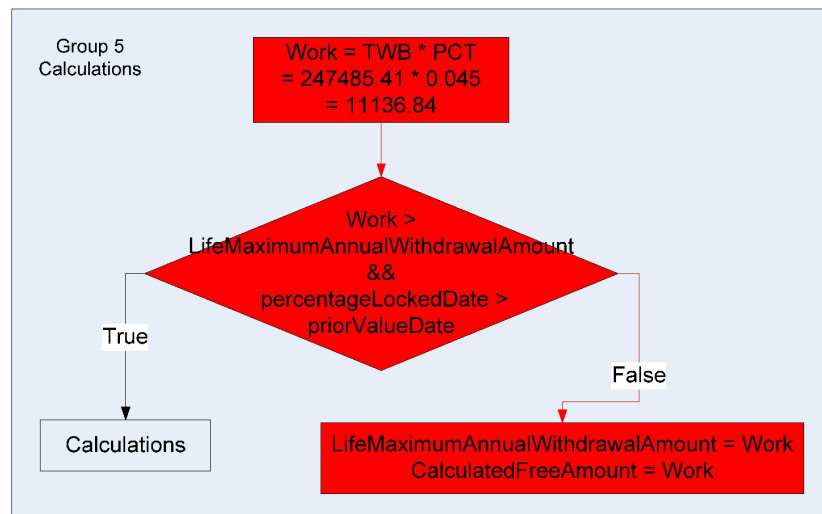 Group 5
Calculations
Work = TWB * PCT
= 247485.41 * 0.045
= 11136.84
Work >
LifeMaximumAnnualWithdrawalAmount
&&
percentageLockedDate >
priorValueDate
True
False
Calculations
LifeMaximumAnnualWithdrawalAmount = Work
CalculatedFreeAmount = Work